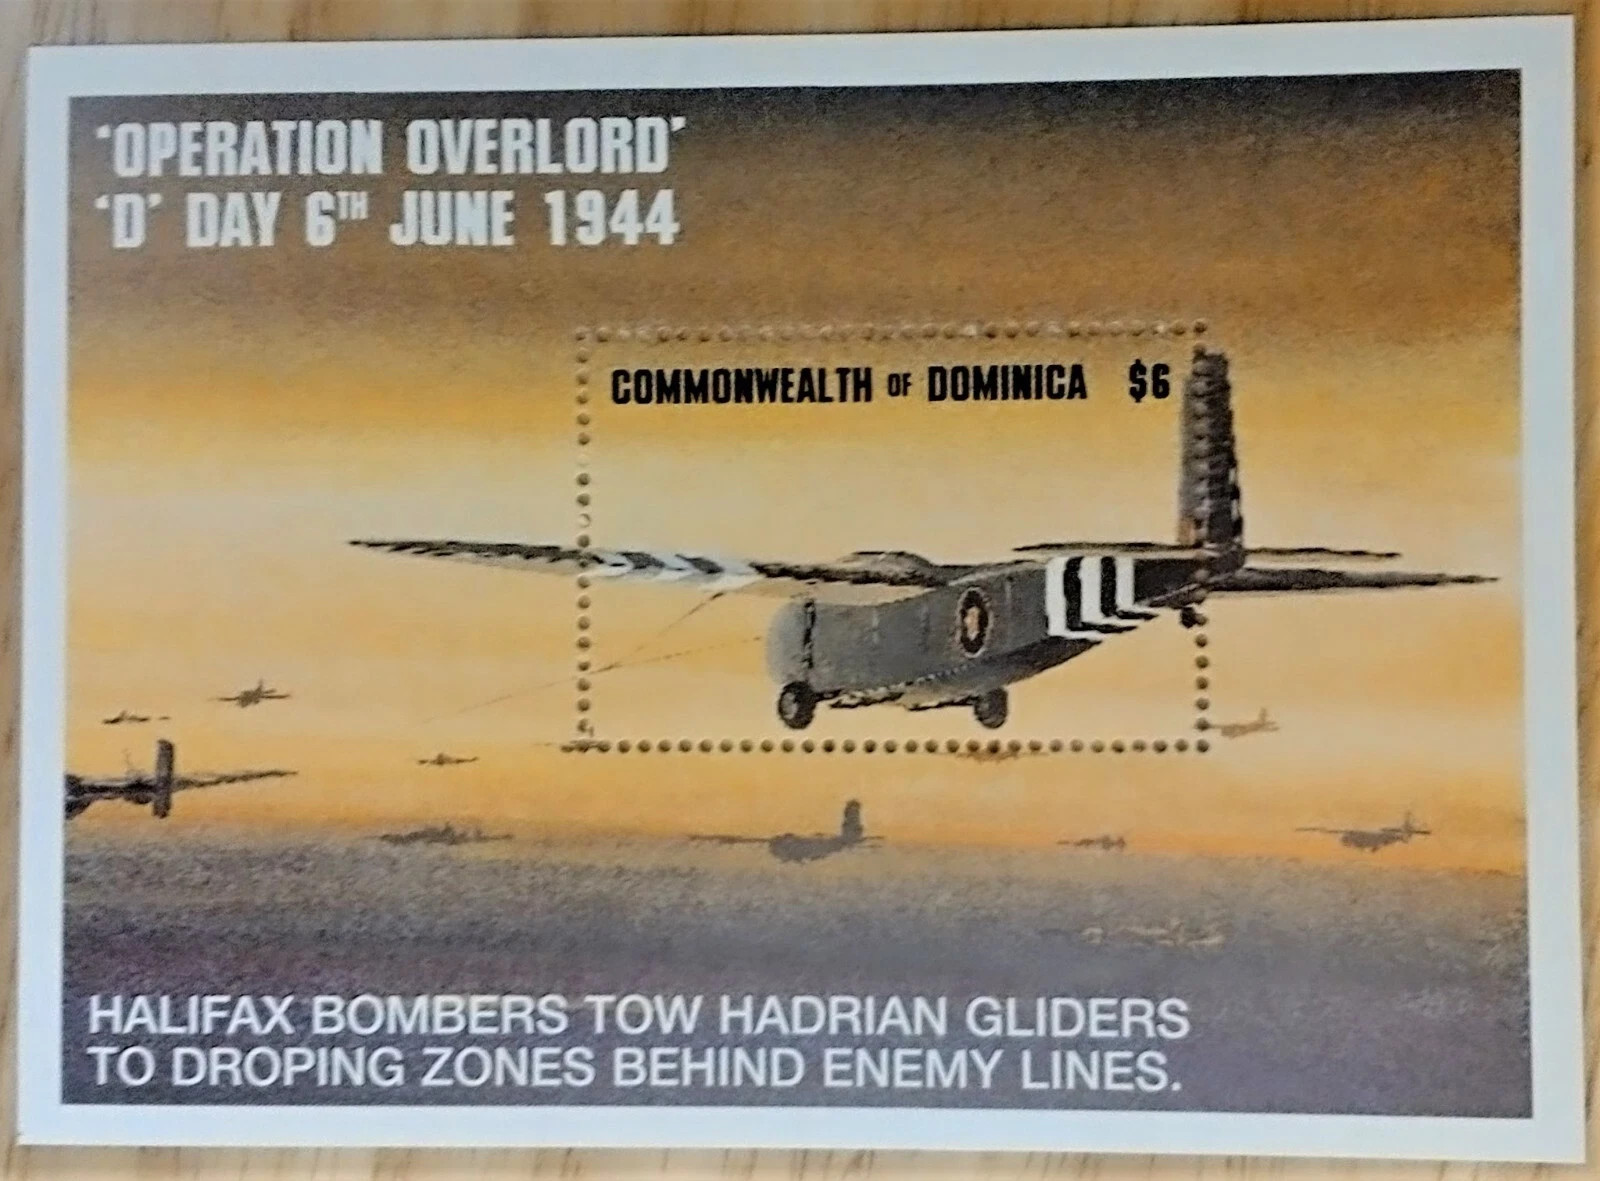 'OPERATION OVERLORD'
'D' DAY 6TH JUNE 1944
COMMONWEALTH OF DOMINICA $6
HALIFAX BOMBERS TOW HADRIAN GLIDERS
TO DROPING ZONES BEHIND ENEMY LINES.